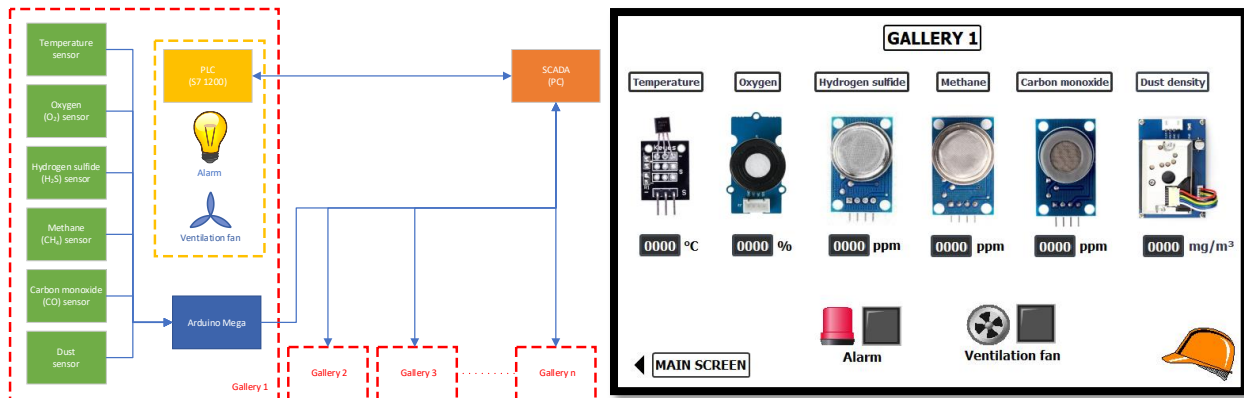 Temperature
sensor
Oxygen
(O₂) sensor
Hydrogen sulfide
(H₂S) sensor
Methane
(CH₄) sensor
Carbon monoxide
(CO) sensor
Dust
sensor
PLC
(S7 1200)
Alarm
Ventilation fan
Arduino Mega
Gallery 1
SCADA
(PC)
Gallery 2
Gallery 3
. . . . . . . . .
Gallery n
GALLERY 1
Temperature
Oxygen
Hydrogen sulfide
Methane
Carbon monoxide
Dust density
0000 °C
0000 %
0000 ppm
0000 ppm
0000 ppm
0000 mg/m³
Alarm
Ventilation fan
MAIN SCREEN